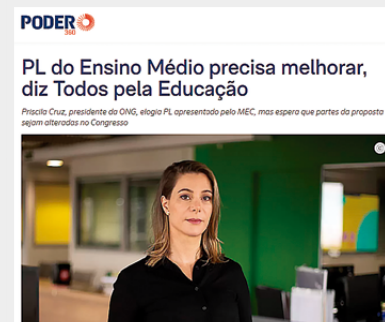 PODER
360
PL do Ensino Médio precisa melhorar,
diz Todos pela Educação
Priscila Cruz, presidente da ONG, elogia PL apresentado pelo MEC, mas espera que partes da proposta
sejam alteradas no Congresso